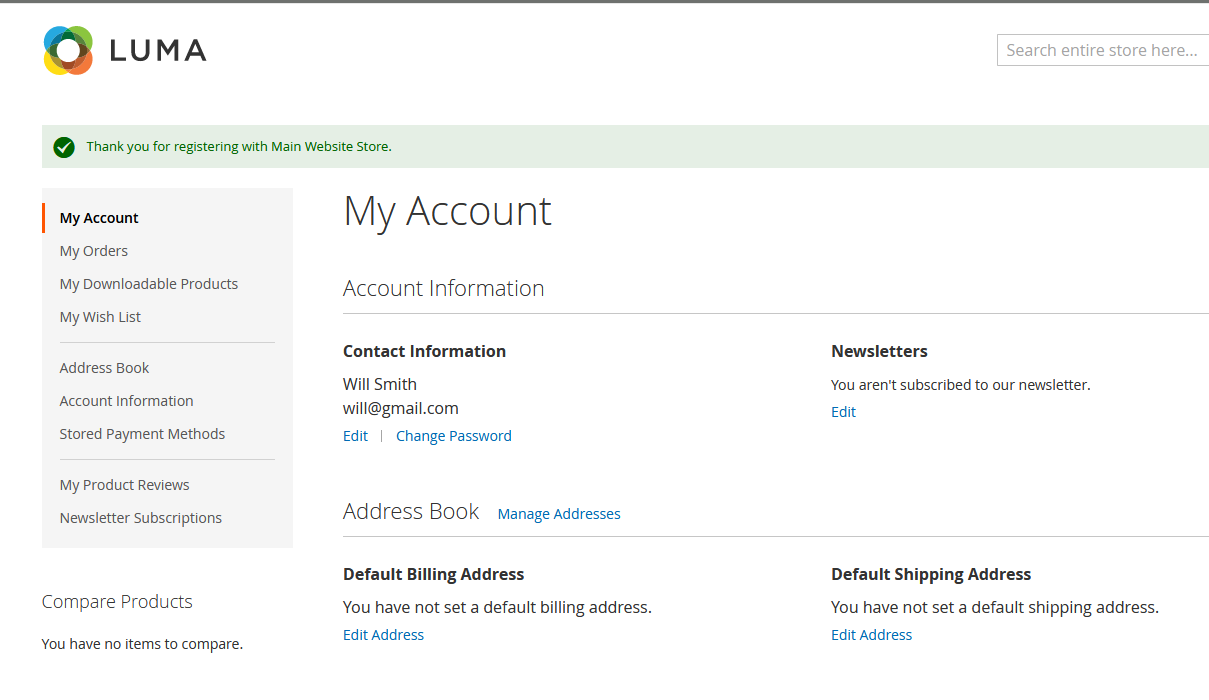 LUMA
Search entire store here...
Thank you for registering with Main Website Store.
My Account
My Orders
My Downloadable Products
My Wish List
Address Book
Account Information
Stored Payment Methods
My Product Reviews
Newsletter Subscriptions
Compare Products
You have no items to compare.
My Account
Account Information
Contact Information
Will Smith
will@gmail.com
Edit | Change Password
Newsletters
You aren't subscribed to our newsletter.
Edit
Address Book Manage Addresses
Default Billing Address
You have not set a default billing address.
Edit Address
Default Shipping Address
You have not set a default shipping address.
Edit Address